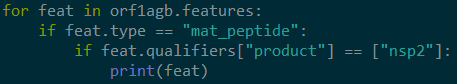 for feat in orf1agb.features:
    if feat.type == "mat_peptide":
        if feat.qualifiers["product"] == ["nsp2"]:
            print(feat)